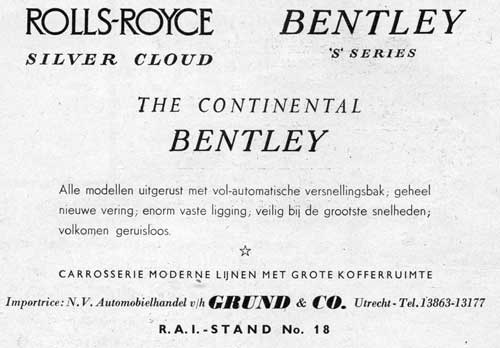 ROLLS-ROYCE BENTLEY
SILVER CLOUD 'S' SERIES
THE CONTINENTAL
BENTLEY
Alle modellen uitgerust met vol-automatische versnellingsbak; geheel
nieuwe vering; enorm vaste ligging; veilig bij de grootste snelheden;
volkomen geruisloos.
☆
CARROSSERIE MODERNE LIJNEN MET GROTE KOFFERRUIMTE
Importrice: N.V. Automobielhandel v/h GRUND & CO. Utrecht - Tel. 13863-13177
R.A.I.-STAND No. 18